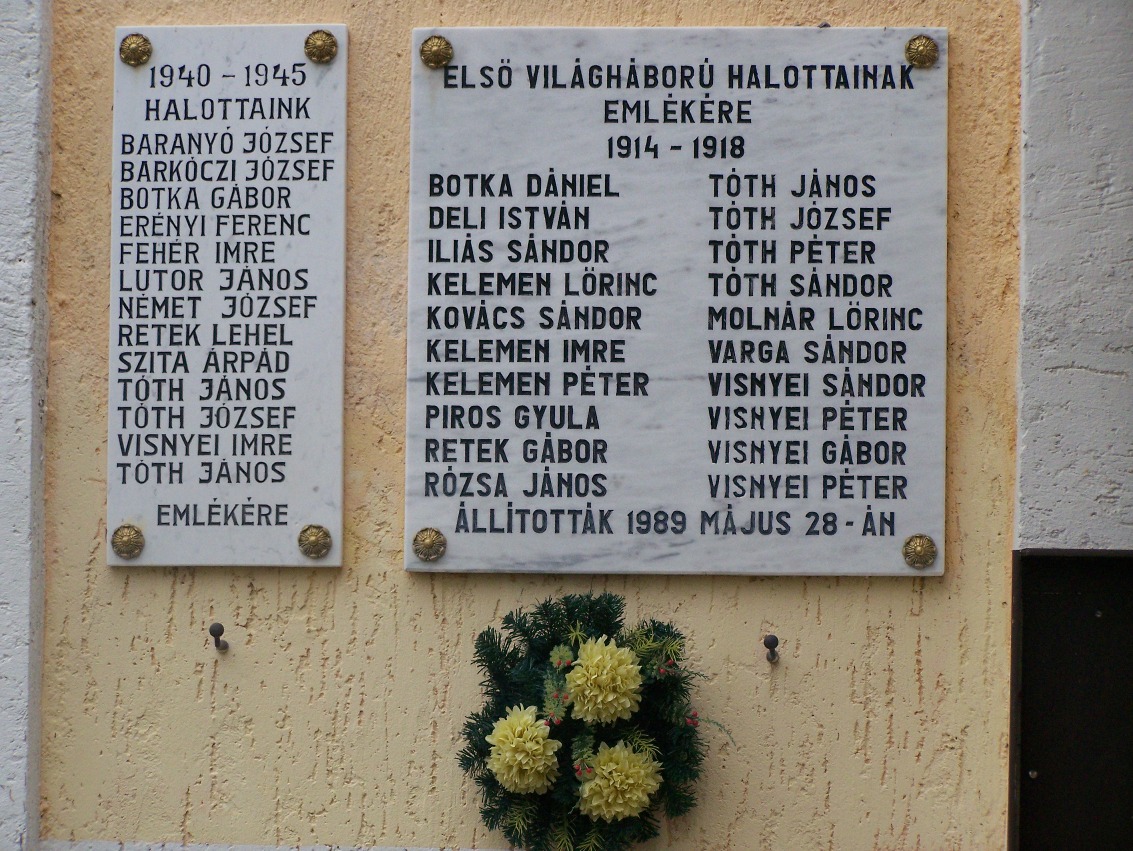 1940 - 1945
HALOTTAINK
BARANYÓ JÓZSEF
BARKÓCZI JÓZSEF
BOTKA GÁBOR
ERÉNYI FERENC
FEHÉR IMRE
LUTOR JÁNOS
NÉMET JÓZSEF
RETEK LEHEL
SZITA ÁRPÁD
TÓTH JÁNOS
TÓTH JÓZSEF
VISNYEI IMRE
TÓTH JÁNOS
EMLÉKÉRE
ELSÖ VILÁGHÁBORÚ HALOTTAINAK
EMLÉKÉRE
1914 - 1918
BOTKA DÁNIEL
DELI ISTVÁN
ILIÁS SÁNDOR
KELEMEN LÖRINC
KOVÁCS SÁNDOR
KELEMEN IMRE
KELEMEN PÉTER
PIROS GYULA
RETEK GÁBOR
RÓZSA JÁNOS
TÓTH JÁNOS
TÓTH JÓZSEF
TÓTH PÉTER
TÓTH SÁNDOR
MOLNÁR LÖRINC
VARGA SÁNDOR
VISNYEI SÁNDOR
VISNYEI PÉTER
VISNYEI GÁBOR
VISNYEI PÉTER
ÁLLÍTOTTÁK 1989 MÁJUS 28 - ÁN